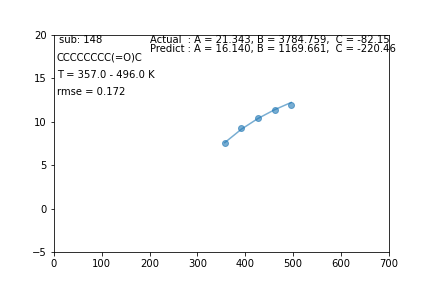 sub: 148
Actual : A = 21.343, B = 3784.759, C = -82.15
Predict : A = 16.140, B = 1169.661, C = -220.46
CCCCCCCC(=O)C
T = 357.0 - 496.0 K
rmse = 0.172
20
15
10
5
0
−5
0 100 200 300 400 500 600 700